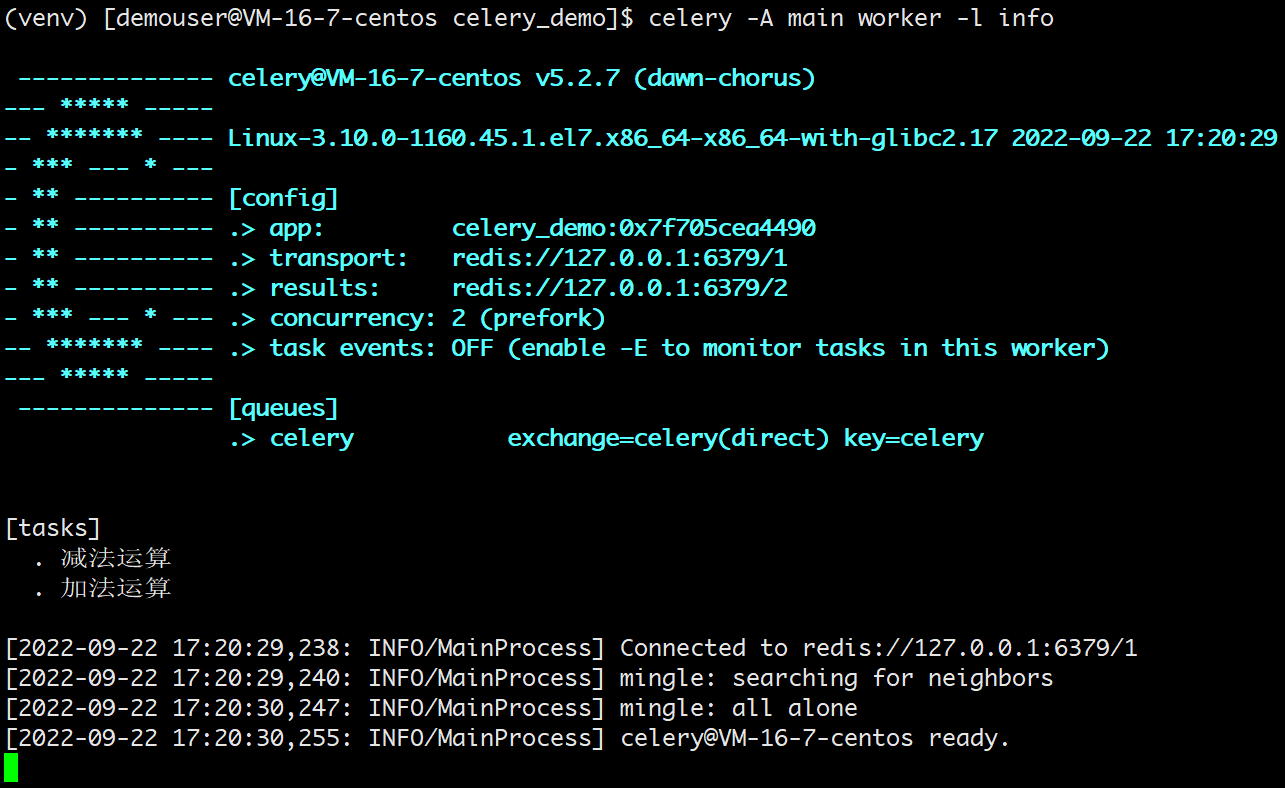 (venv) [demouser@VM-16-7-centos celery_demo]$ celery -A main worker -l info
 -------------- celery@VM-16-7-centos v5.2.7 (dawn-chorus)
--- ***** -----
-- ******* ---- Linux-3.10.0-1160.45.1.el7.x86_64-x86_64-with-glibc2.17 2022-09-22 17:20:29
- *** --- * ---
- ** ---------- [config]
- ** ---------- .> app:         celery_demo:0x7f705cea4490
- ** ---------- .> transport:   redis://127.0.0.1:6379/1
- ** ---------- .> results:     redis://127.0.0.1:6379/2
- *** --- * --- .> concurrency: 2 (prefork)
-- ******* ---- .> task events: OFF (enable -E to monitor tasks in this worker)
--- ***** -----
 -------------- [queues]
                .> celery           exchange=celery(direct) key=celery
[tasks]
  . 减法运算
  . 加法运算
[2022-09-22 17:20:29,238: INFO/MainProcess] Connected to redis://127.0.0.1:6379/1
[2022-09-22 17:20:29,240: INFO/MainProcess] mingle: searching for neighbors
[2022-09-22 17:20:30,247: INFO/MainProcess] mingle: all alone
[2022-09-22 17:20:30,255: INFO/MainProcess] celery@VM-16-7-centos ready.